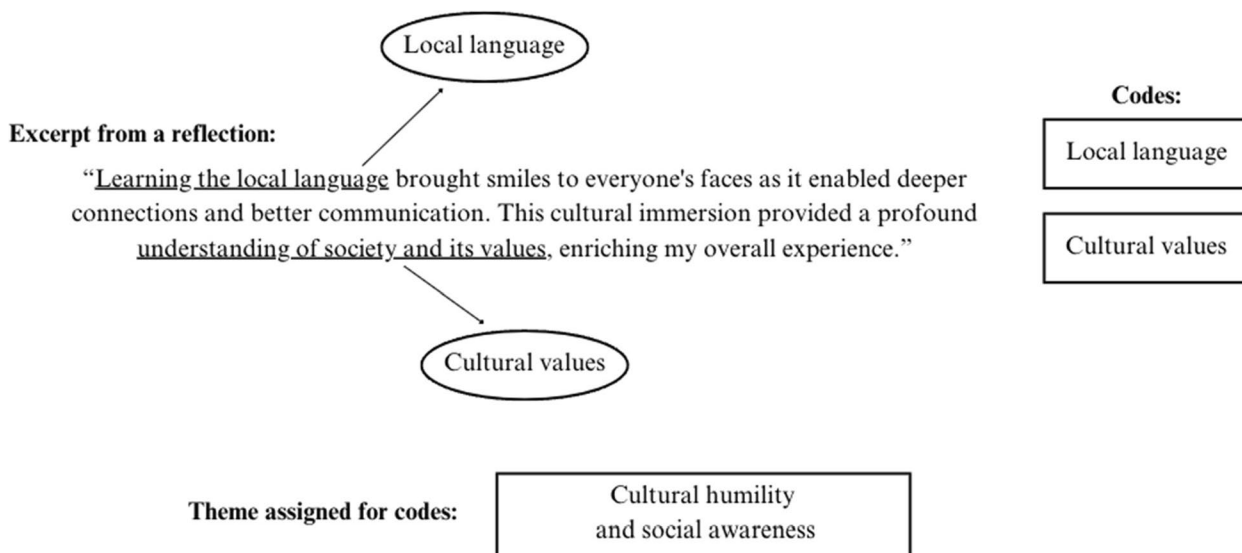 Local language
Codes:
Excerpt from a reflection:
Local language
“Learning the local language brought smiles to everyone's faces as it enabled deeper
connections and better communication. This cultural immersion provided a profound
understanding of society and its values, enriching my overall experience.”
Cultural values
Cultural values
Theme assigned for codes:
Cultural humility
and social awareness